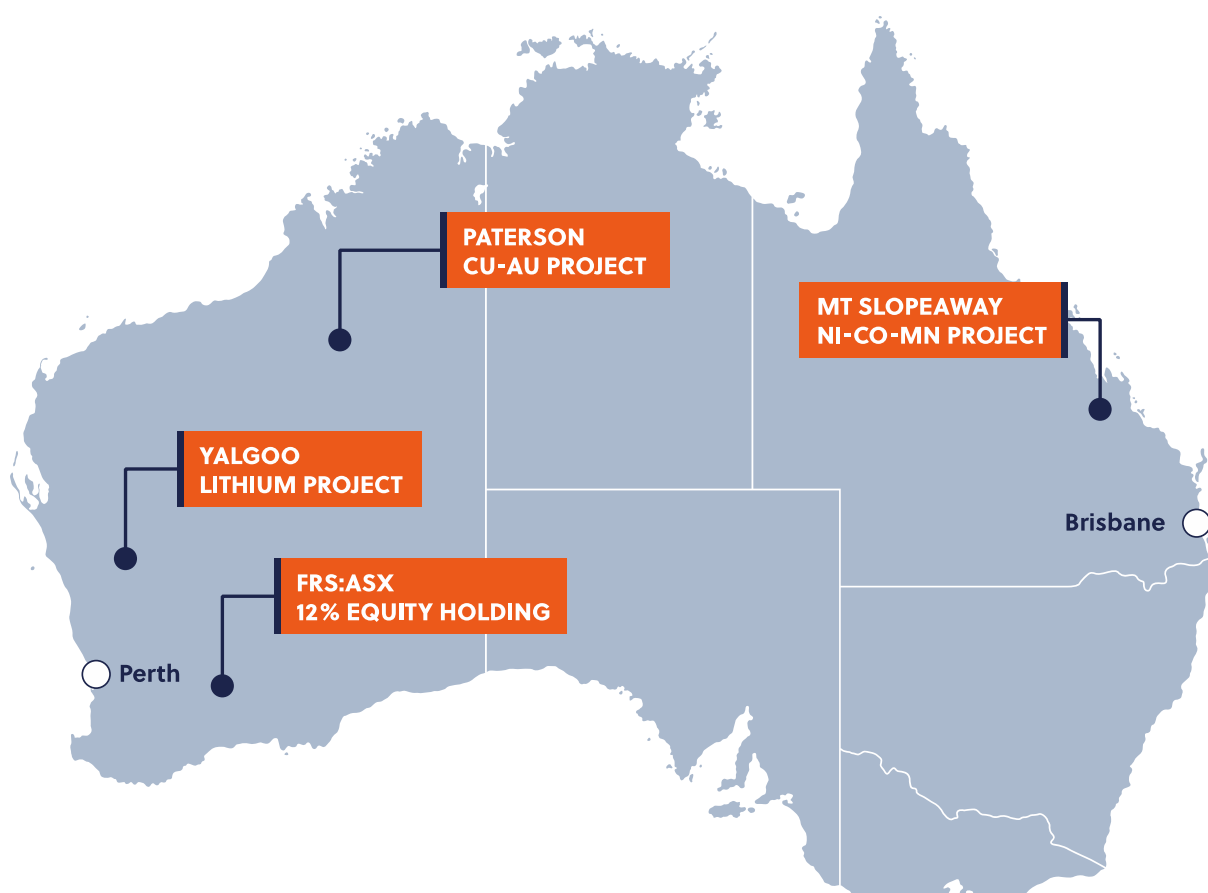 PATERSON
CU-AU PROJECT
MT SLOPEAWAY
NI-CO-MN PROJECT
YALGOO
LITHIUM PROJECT
Brisbane
FRS:ASX
12% EQUITY HOLDING
Perth